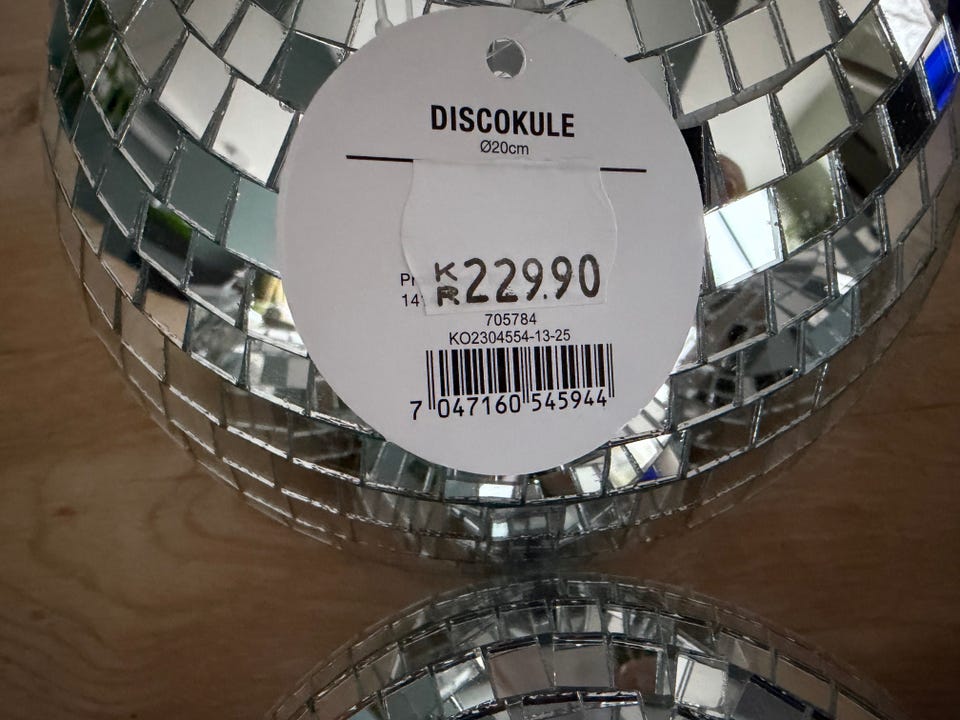 DISCOKULE
Ø20cm
KR229.90
705784
KO2304554-13-25
7 047160 545944